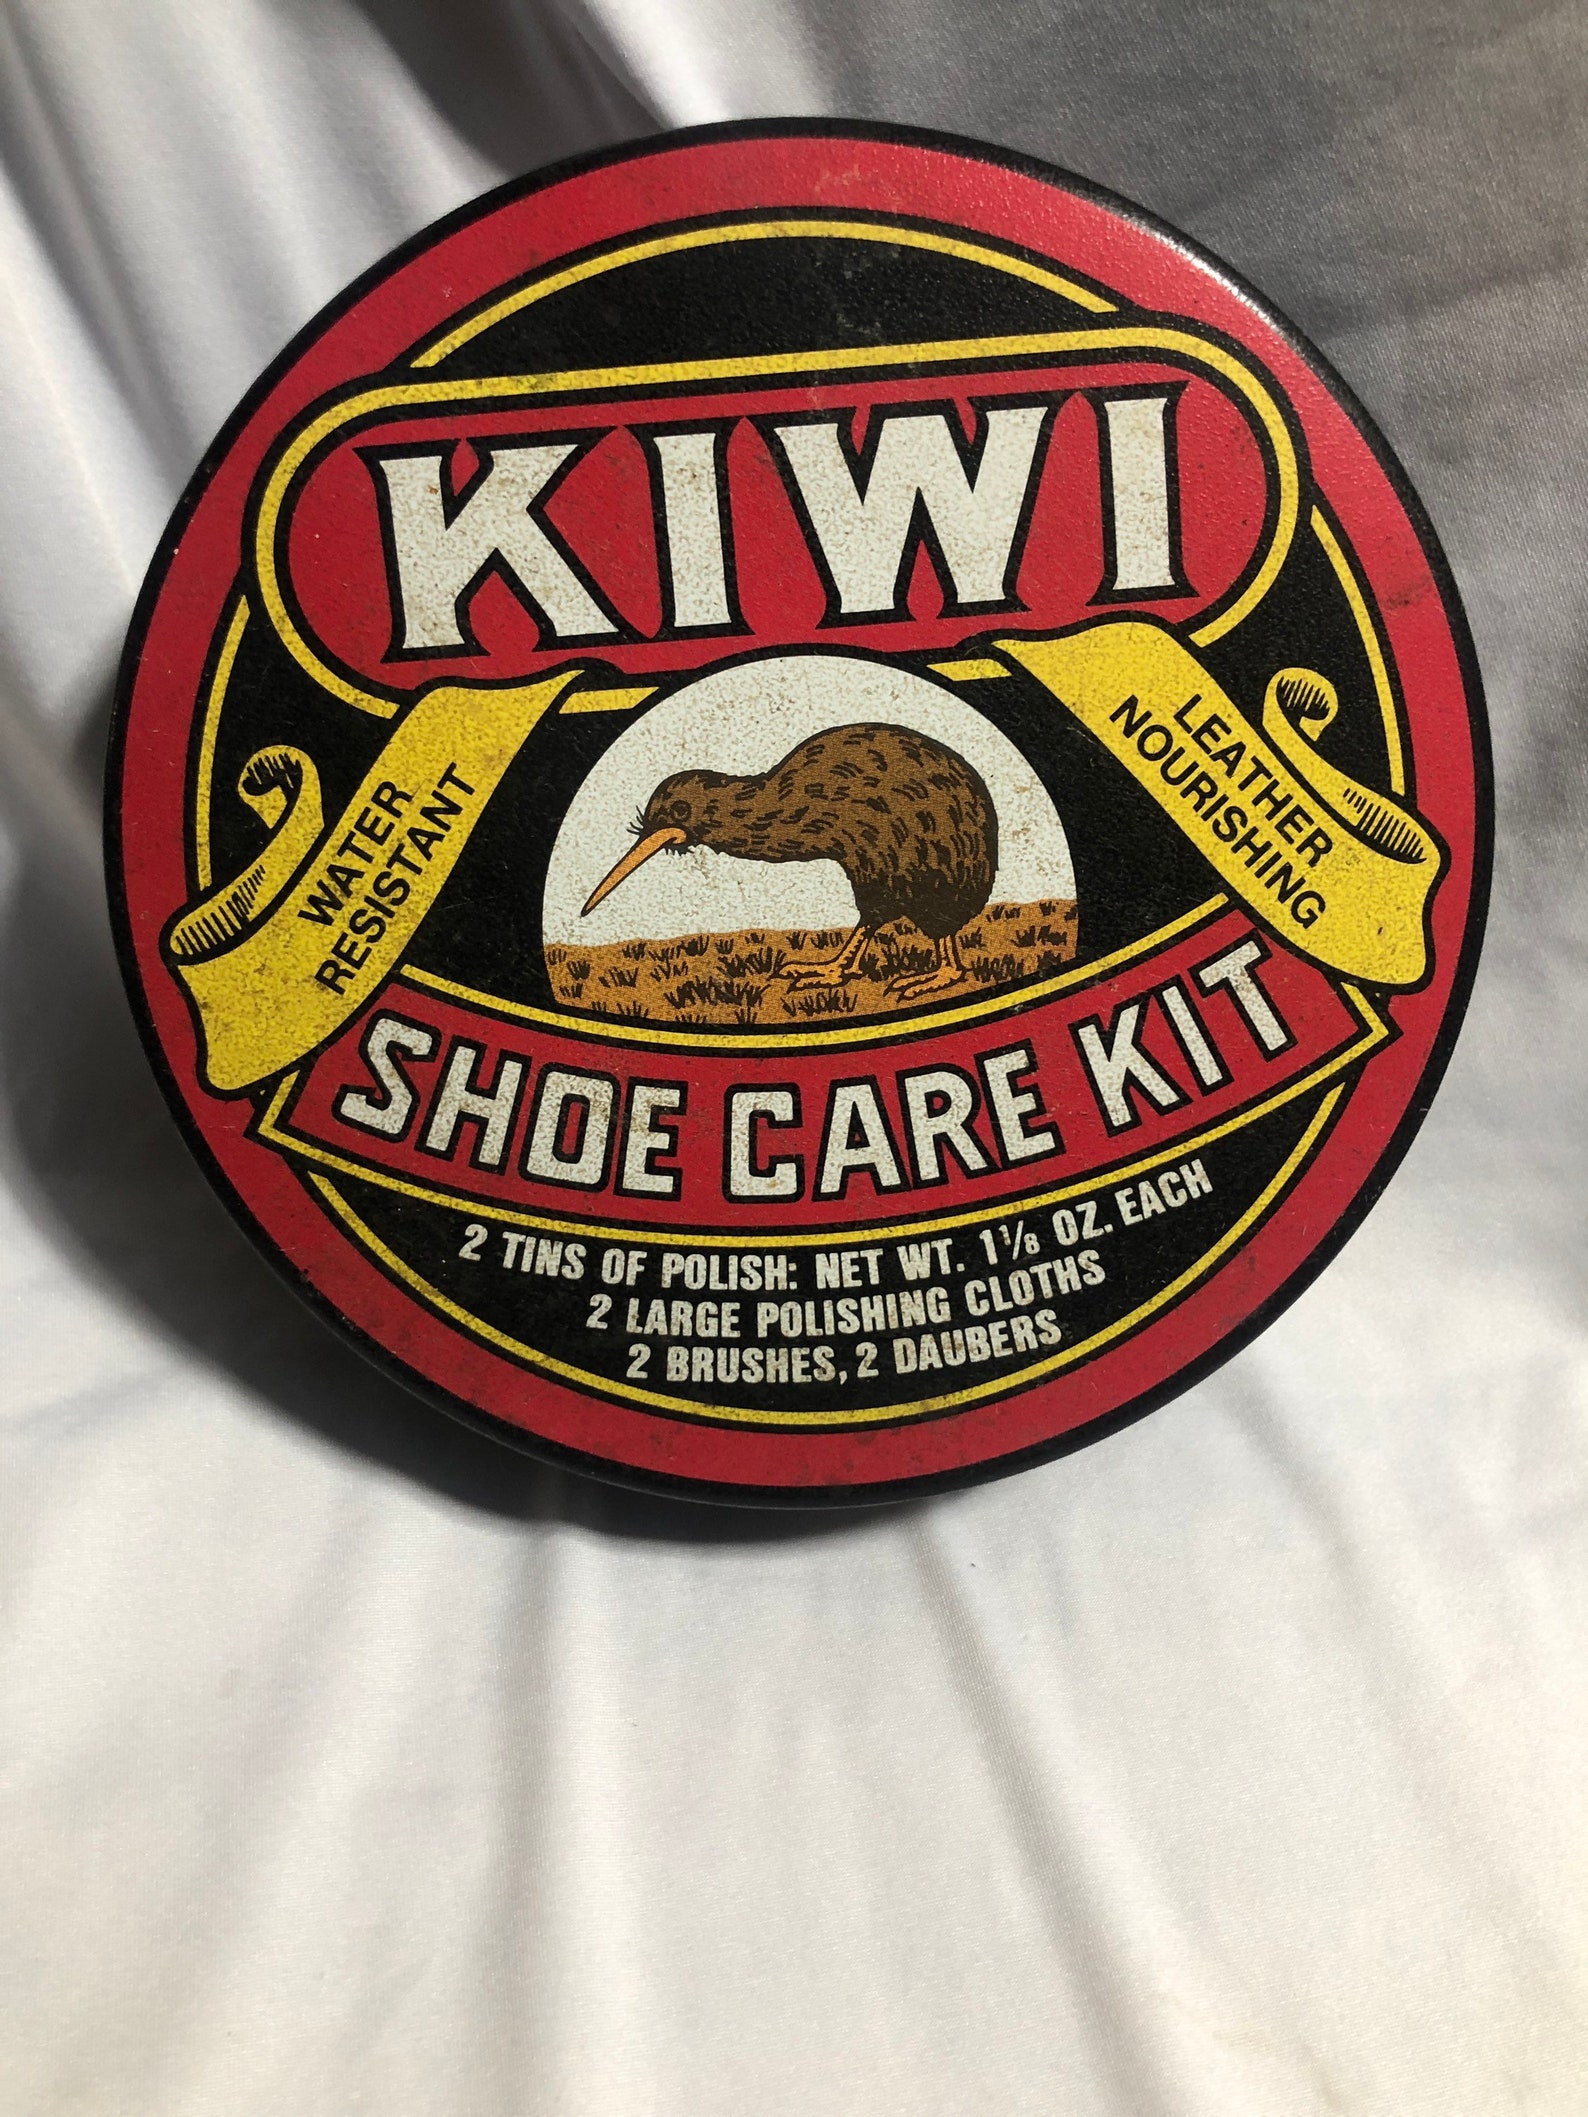 KIWI
WATER
RESISTANT
LEATHER
NOURISHING
SHOE CARE KIT
2 TINS OF POLISH: NET WT. 1⅛ OZ. EACH
2 LARGE POLISHING CLOTHS
2 BRUSHES, 2 DAUBERS